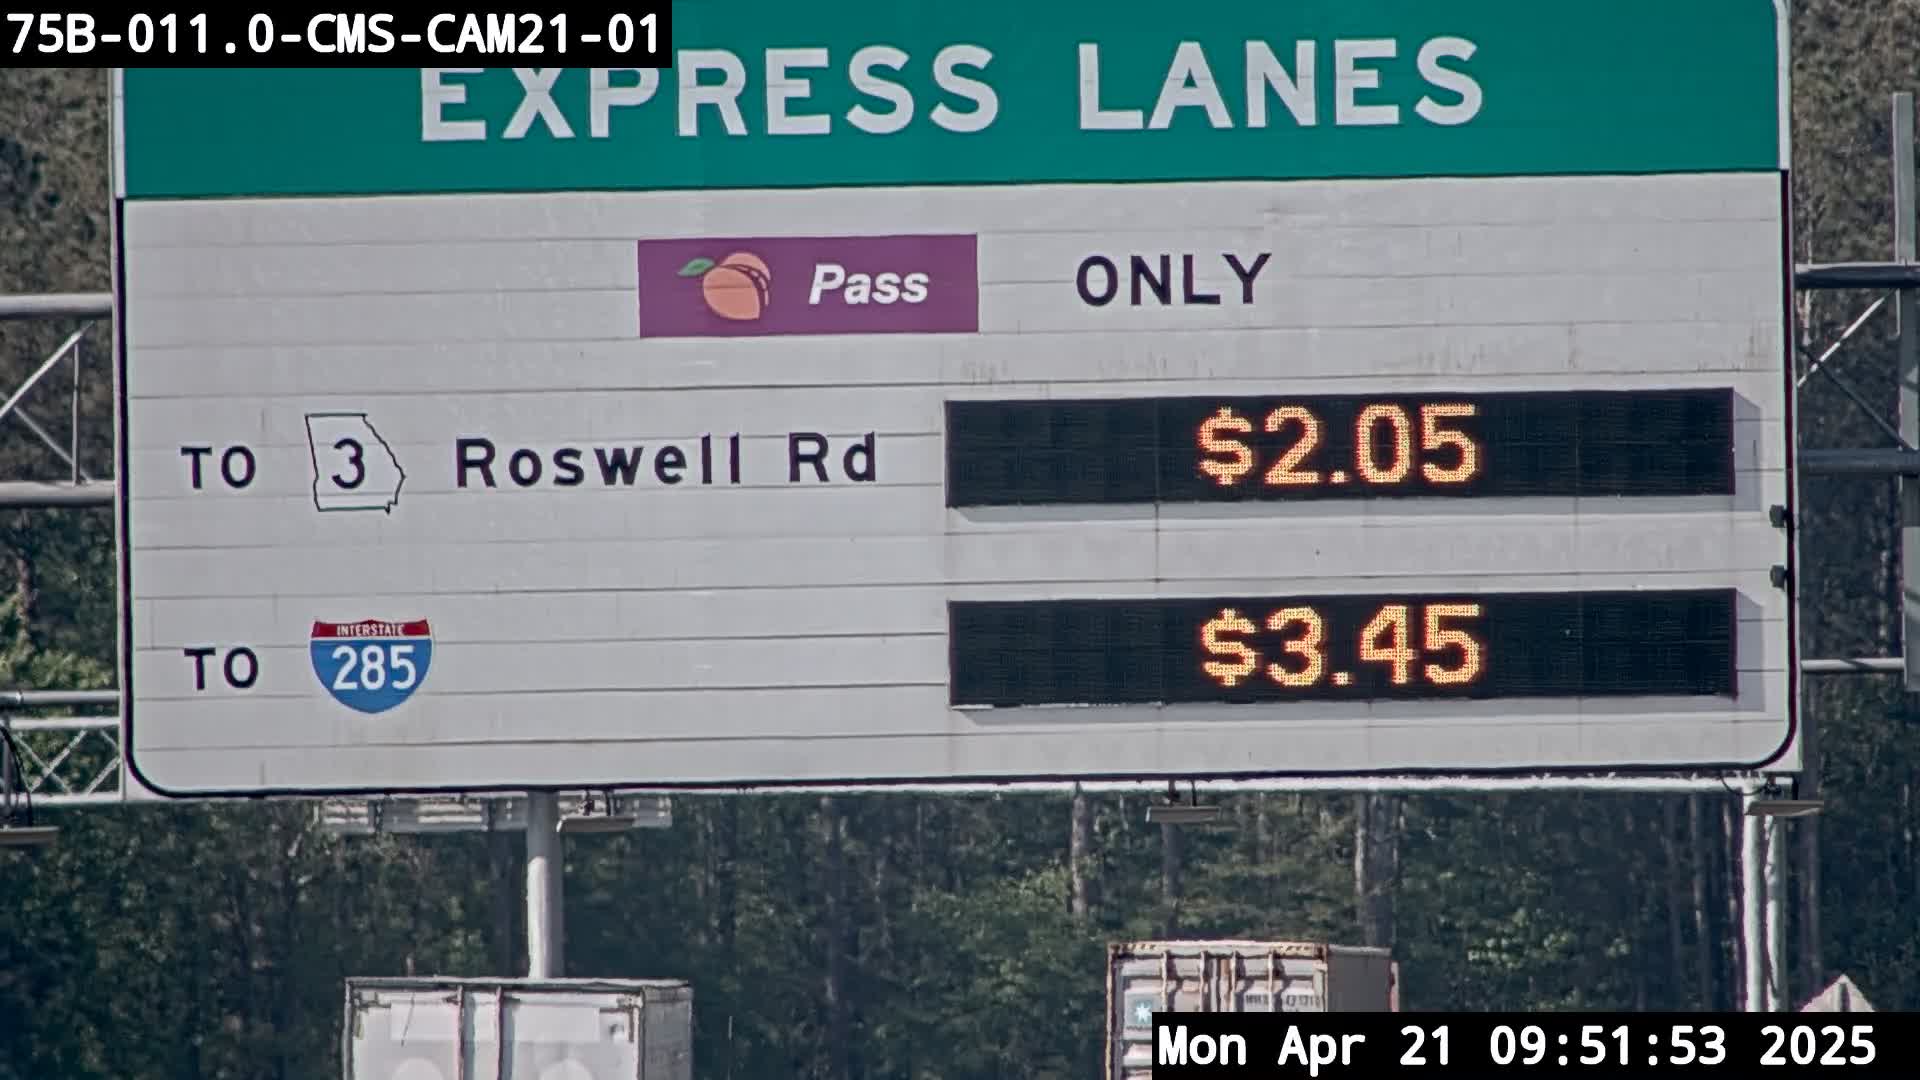 75B-011.0-CMS-CAM21-01
EXPRESS LANES
Pass ONLY
TO 3 Roswell Rd $2.05
INTERSTATE
TO 285 $3.45
Mon Apr 21 09:51:53 2025